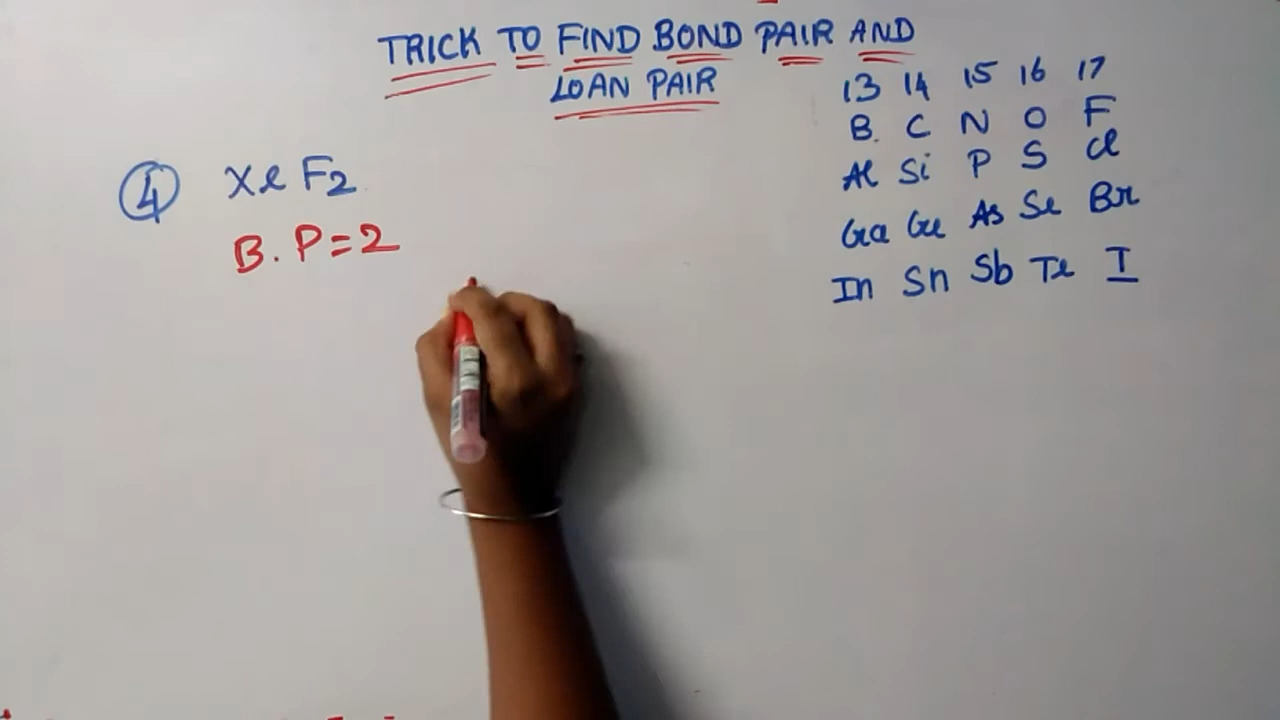 TRICK TO FIND BOND PAIR AND
LOAN PAIR
13 14 15 16 17
B. C N O F
Al Si P S Cl
Ga Ge As Se Br
In Sn Sb Te I
4 XeF2
B.P=2